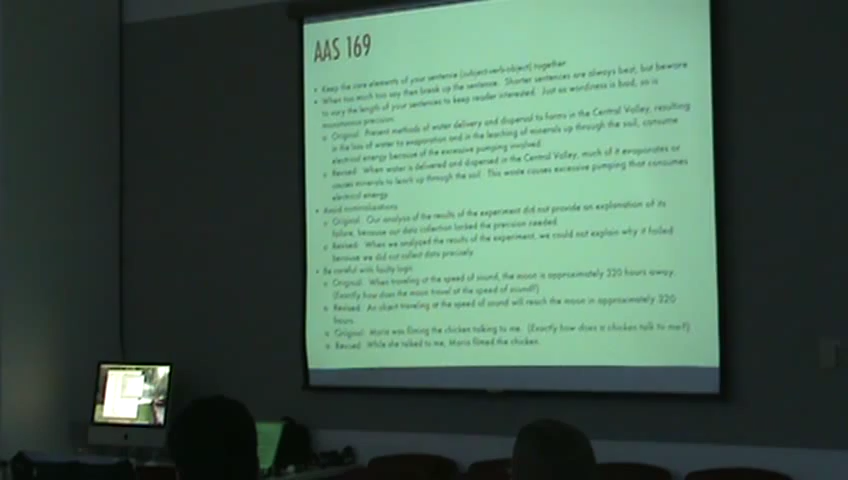 AAS 169
• Keep the core elements of your sentence (subject-verb-object) together.
• When too much too say then break up the sentence. Shorter sentences are always best, but beware
to vary the length of your sentences to keep reader interested. Just as wordiness is bad, so is
monotonous precision.
Original: Present methods of water delivery and dispersal to farms in the Central Valley, resulting
in the loss of water to evaporation and in the leaching of minerals up through the soil, consume
electrical energy because of the excessive pumping involved.
Revised: When water is delivered and dispersed in the Central Valley, much of it evaporates or
causes minerals to leach up through the soil. This waste causes excessive pumping that consumes
electrical energy.
• Avoid nominalizations
Original: Our analysis of the results of the experiment did not provide an explanation of its
failure, because our data collection lacked the precision needed.
Revised: When we analyzed the results of the experiment, we could not explain why it failed
because we did not collect data precisely.
• Be careful with faulty logic
Original: When traveling at the speed of sound, the moon is approximately 320 hours away.
(Exactly how does the moon travel at the speed of sound?)
Revised: An object traveling at the speed of sound will reach the moon in approximately 320
hours.
Original: Maria was filming the chicken talking to me. (Exactly how does a chicken talk to me?)
Revised: While she talked to me, Maria filmed the chicken.